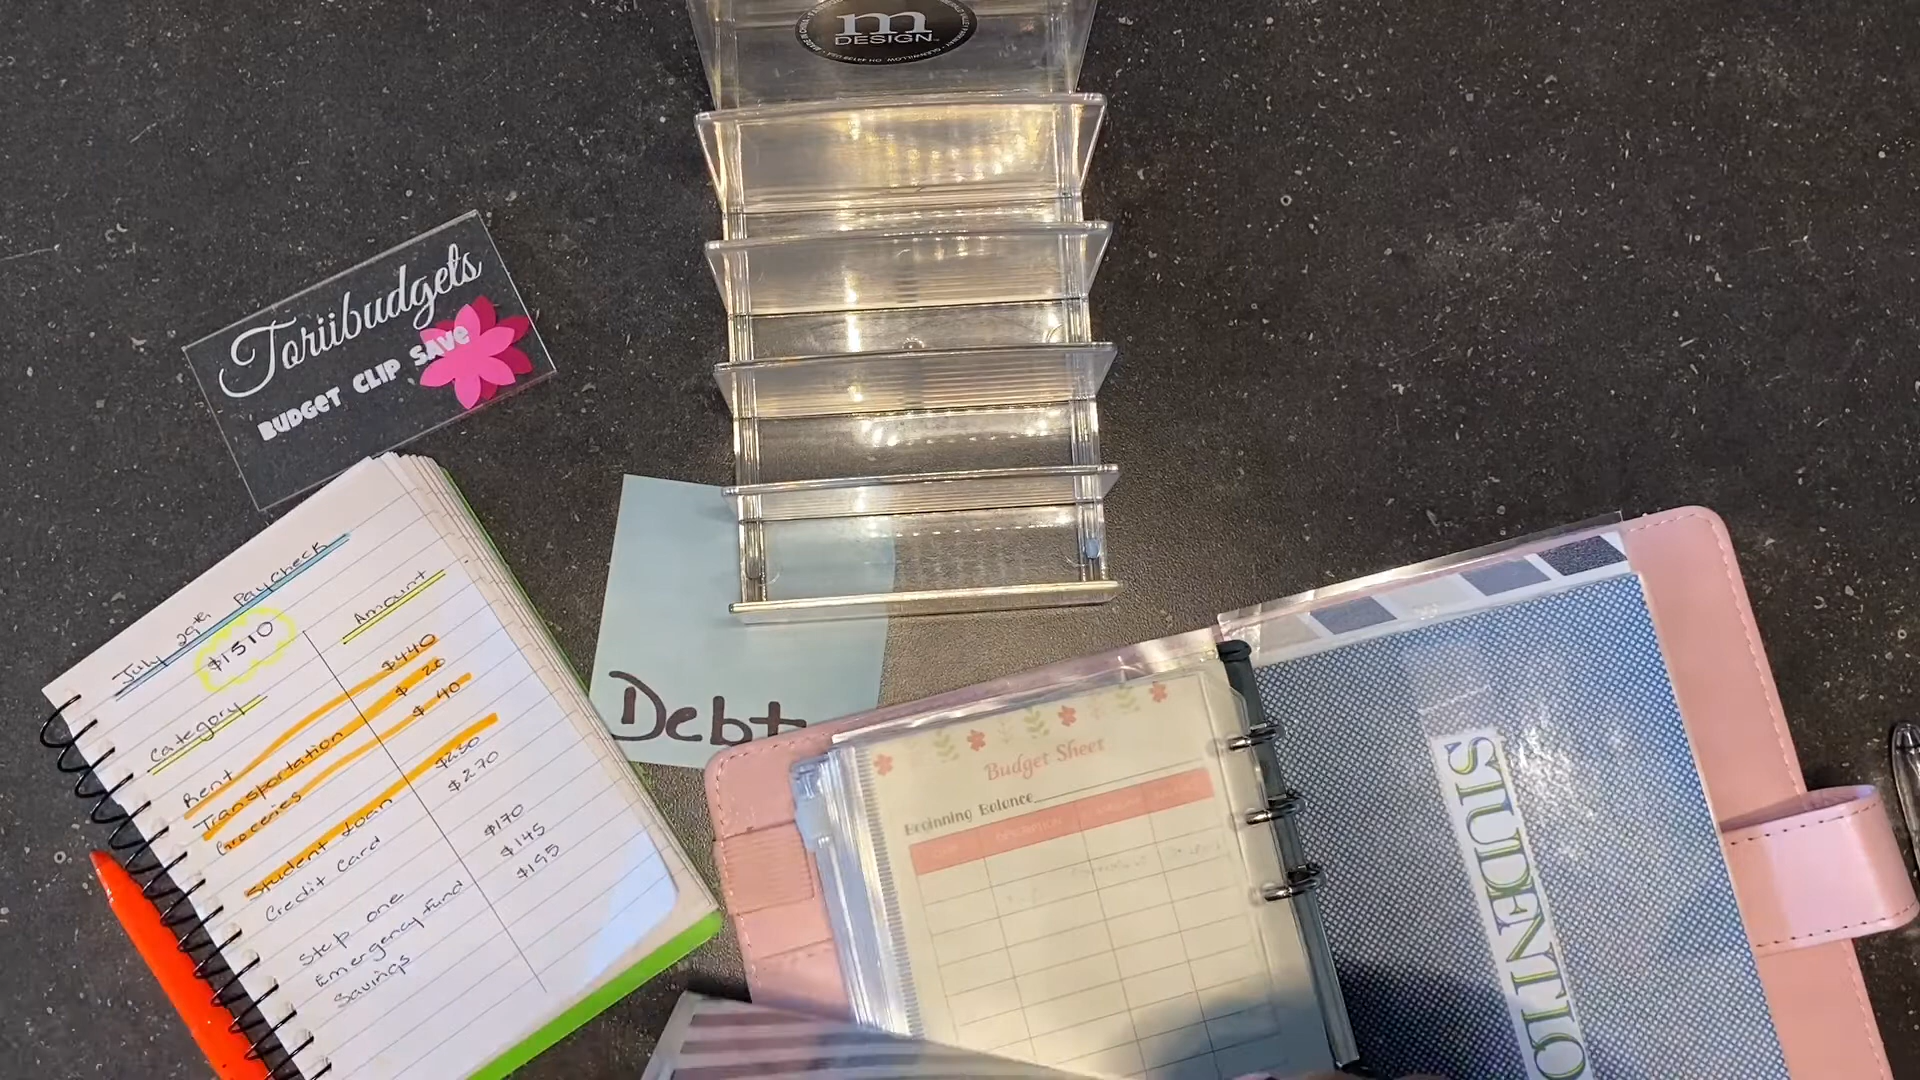 m
DESIGN
Toriibudgets
BUDGET CLIP SAVE
July 29th PayCheck
$1510
Category Amount
Rent $440
Transportation $ 20
Groceries $ 40
Student Loan $230
Credit Card $270
Step one $170
Emergency fund $145
Savings $195
Debt
Budget Sheet
Beginning Balance
STUDENT LO